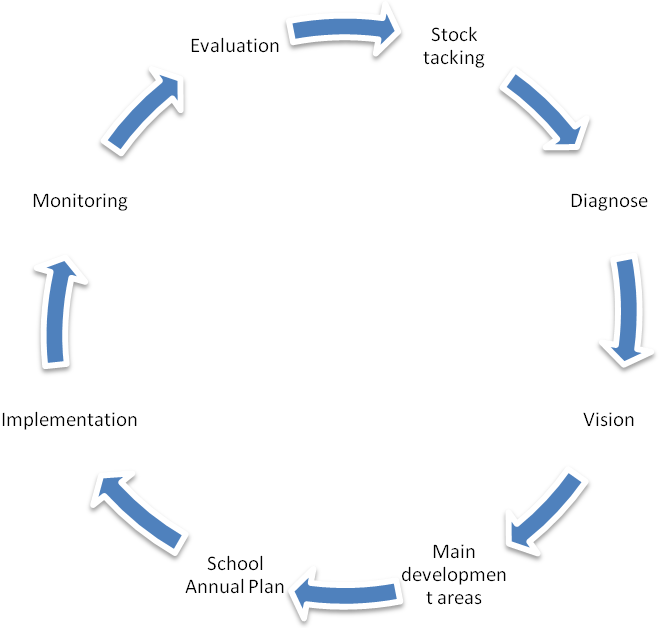 Evaluation
Stock
tacking
Diagnose
Vision
Main
developmen
t areas
School
Annual Plan
Implementation
Monitoring